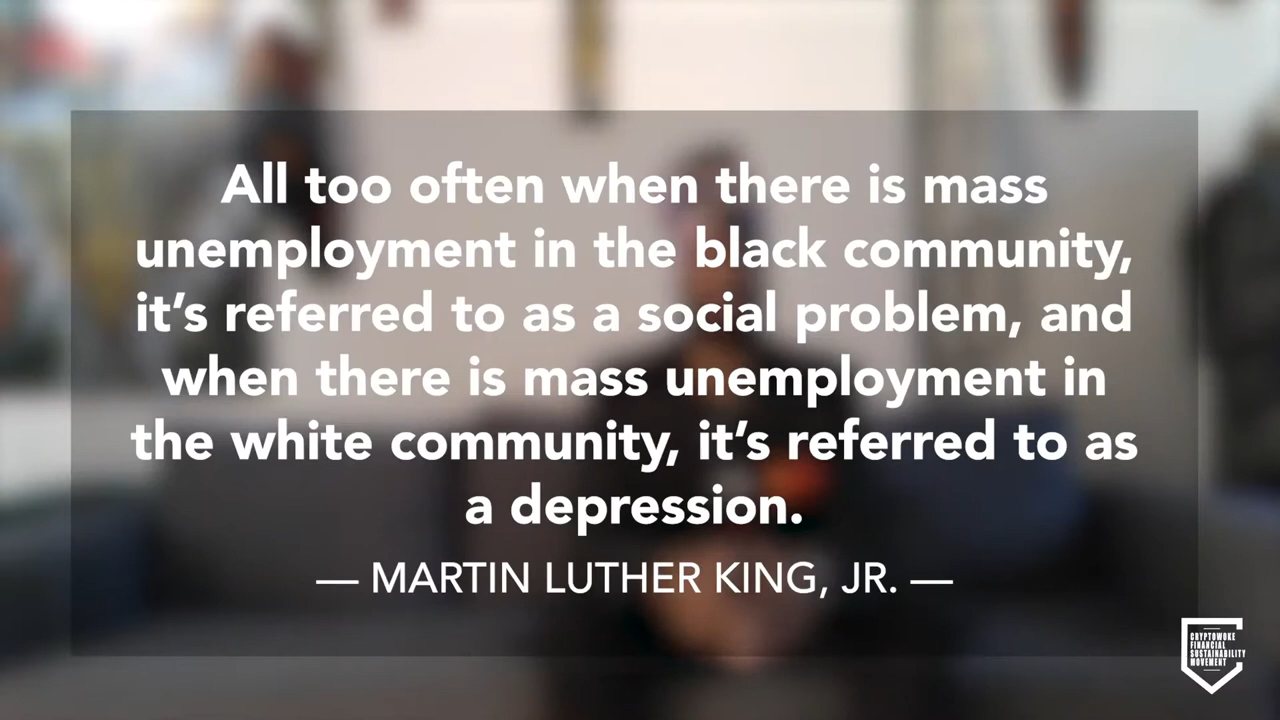 All too often when there is mass
unemployment in the black community,
it’s referred to as a social problem, and
when there is mass unemployment in
the white community, it’s referred to as
a depression.
— MARTIN LUTHER KING, JR. —
CRYPTOWOKE
FINANCIAL
SUSTAINABILITY
MOVEMENT